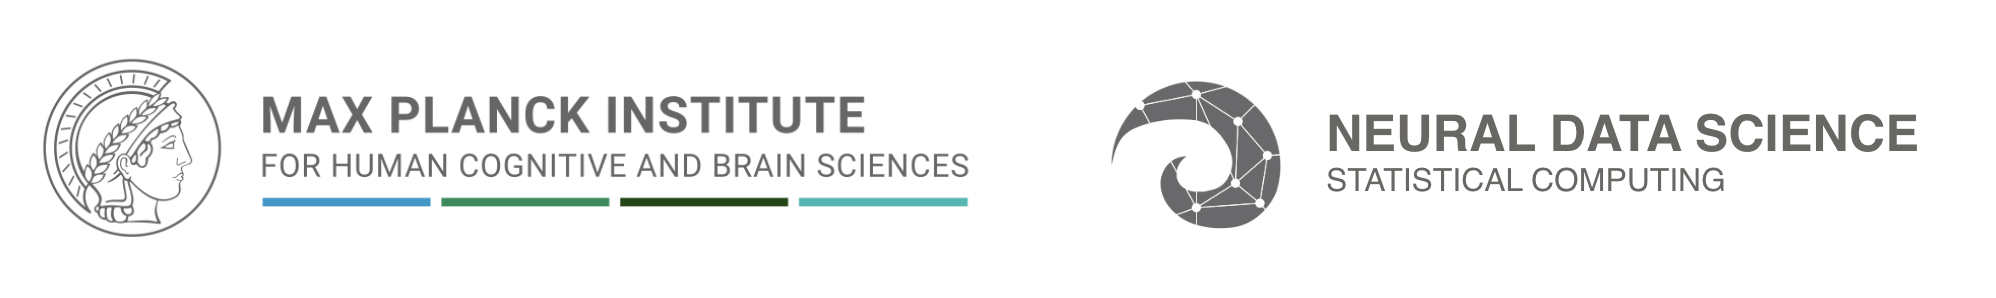 MAX PLANCK INSTITUTE
FOR HUMAN COGNITIVE AND BRAIN SCIENCES
NEURAL DATA SCIENCE
STATISTICAL COMPUTING